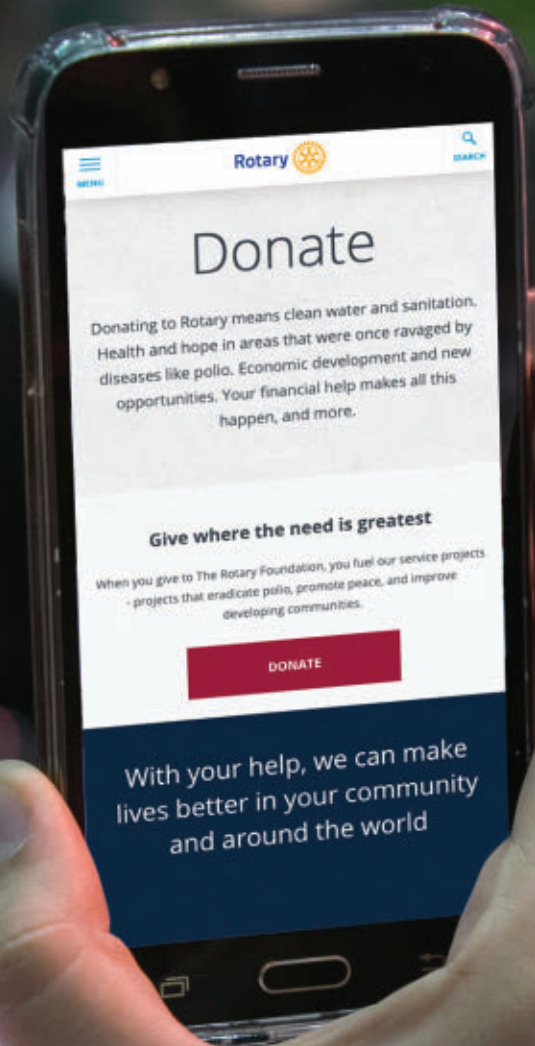 MENU
Rotary
SEARCH
Donate
Donating to Rotary means clean water and sanitation.
Health and hope in areas that were once ravaged by
diseases like polio. Economic development and new
opportunities. Your financial help makes all this
happen, and more.
Give where the need is greatest
When you give to The Rotary Foundation, you fuel our service projects
- projects that eradicate polio, promote peace, and improve
developing communities.
DONATE
With your help, we can make
lives better in your community
and around the world